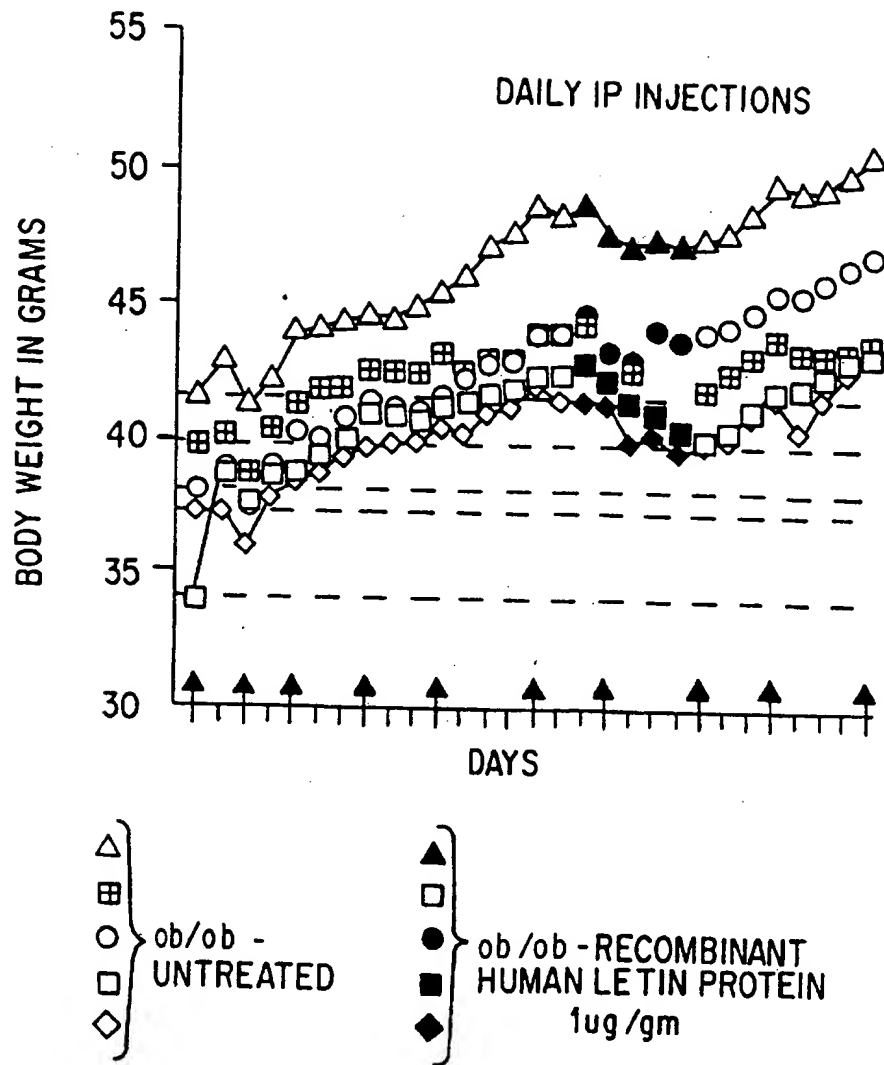 55
DAILY IP INJECTIONS
50
BODY WEIGHT IN GRAMS
45
40
35
30
DAYS
ob/ob -
UNTREATED
ob/ob - RECOMBINANT
HUMAN LETIN PROTEIN
1ug/gm